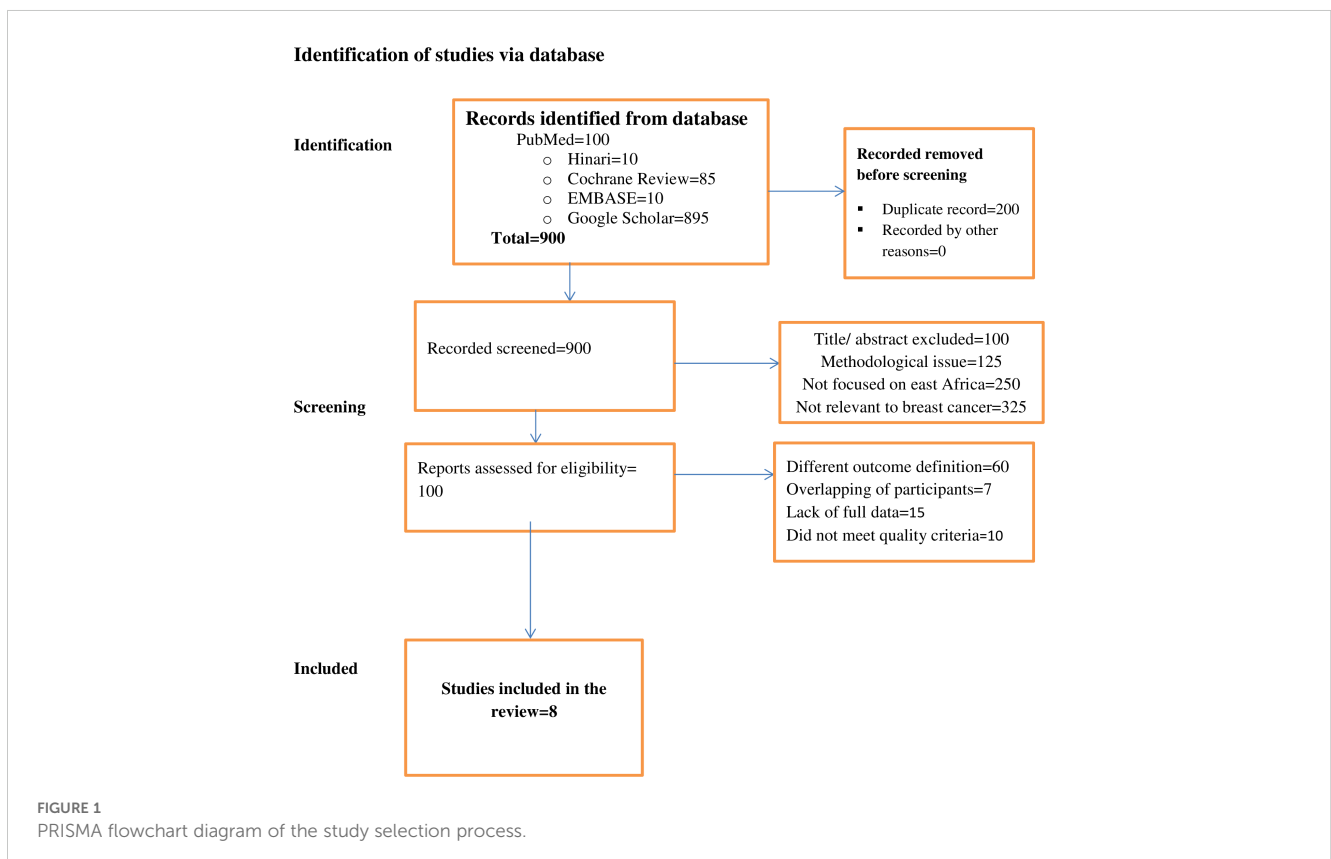 Identification of studies via database
Identification
Records identified from database
PubMed=100
○ Hinari=10
○ Cochrane Review=85
○ EMBASE=10
○ Google Scholar=895
Total=900
Recorded removed
before screening
▪ Duplicate record=200
▪ Recorded by other
reasons=0
Recorded screened=900
Title/ abstract excluded=100
Methodological issue=125
Not focused on east Africa=250
Not relevant to breast cancer=325
Screening
Reports assessed for eligibility=
100
Different outcome definition=60
Overlapping of participants=7
Lack of full data=15
Did not meet quality criteria=10
Included
Studies included in the
review=8
FIGURE 1
PRISMA flowchart diagram of the study selection process.